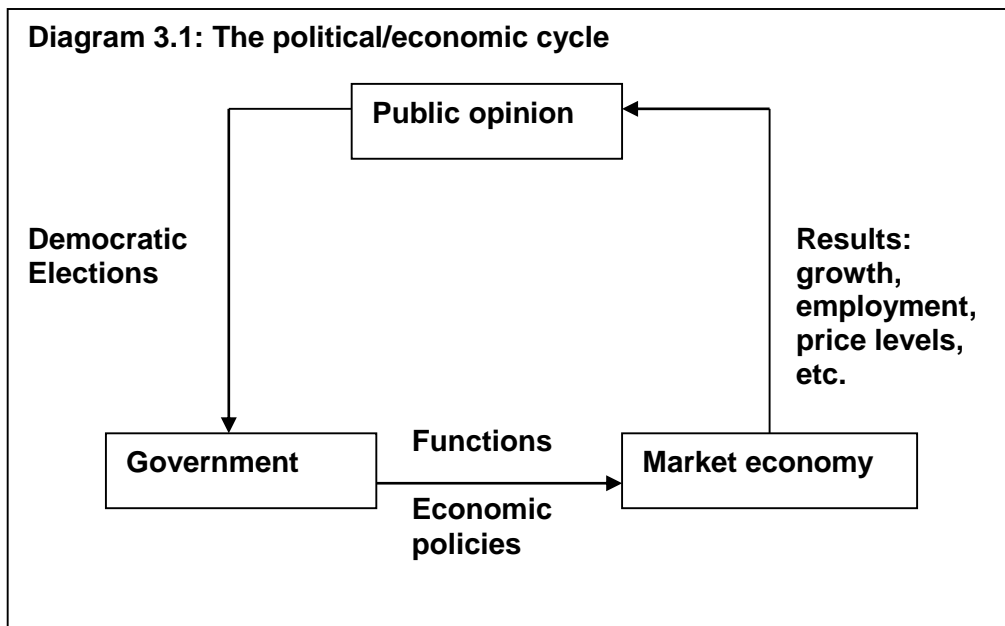 Diagram 3.1: The political/economic cycle
Public opinion
Democratic
Elections
Results:
growth,
employment,
price levels,
etc.
Government
Functions
Economic
policies
Market economy